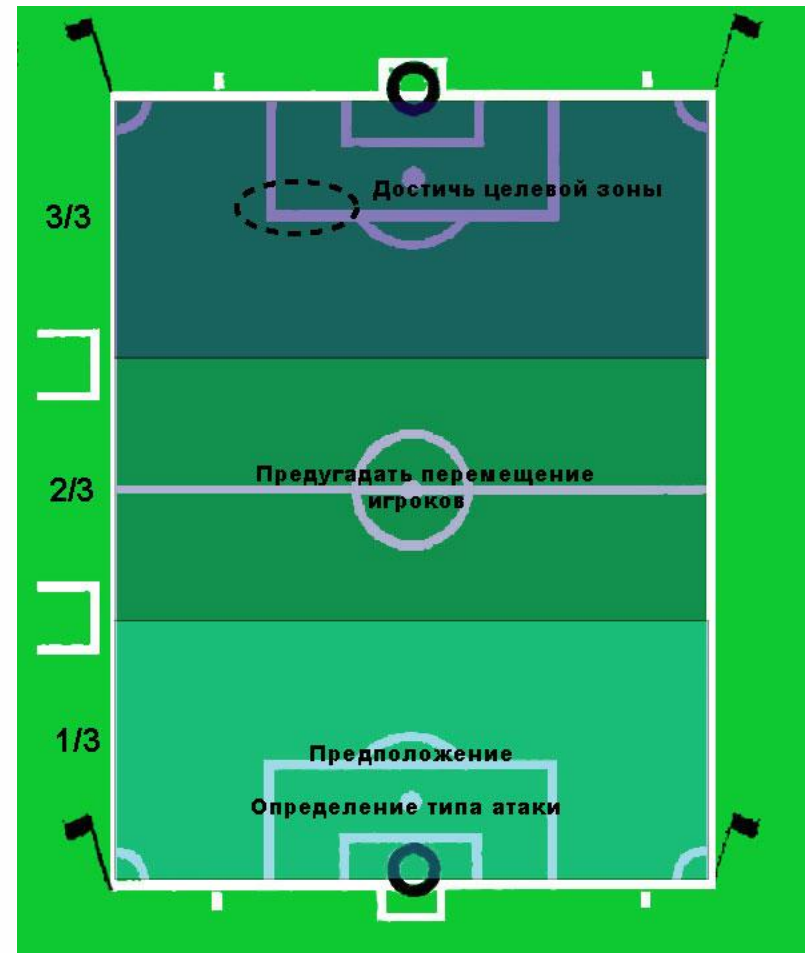 3/3
Достичь целевой зоны
2/3
Предугадать перемещение
игроков
1/3
Предположение
Определение типа атаки